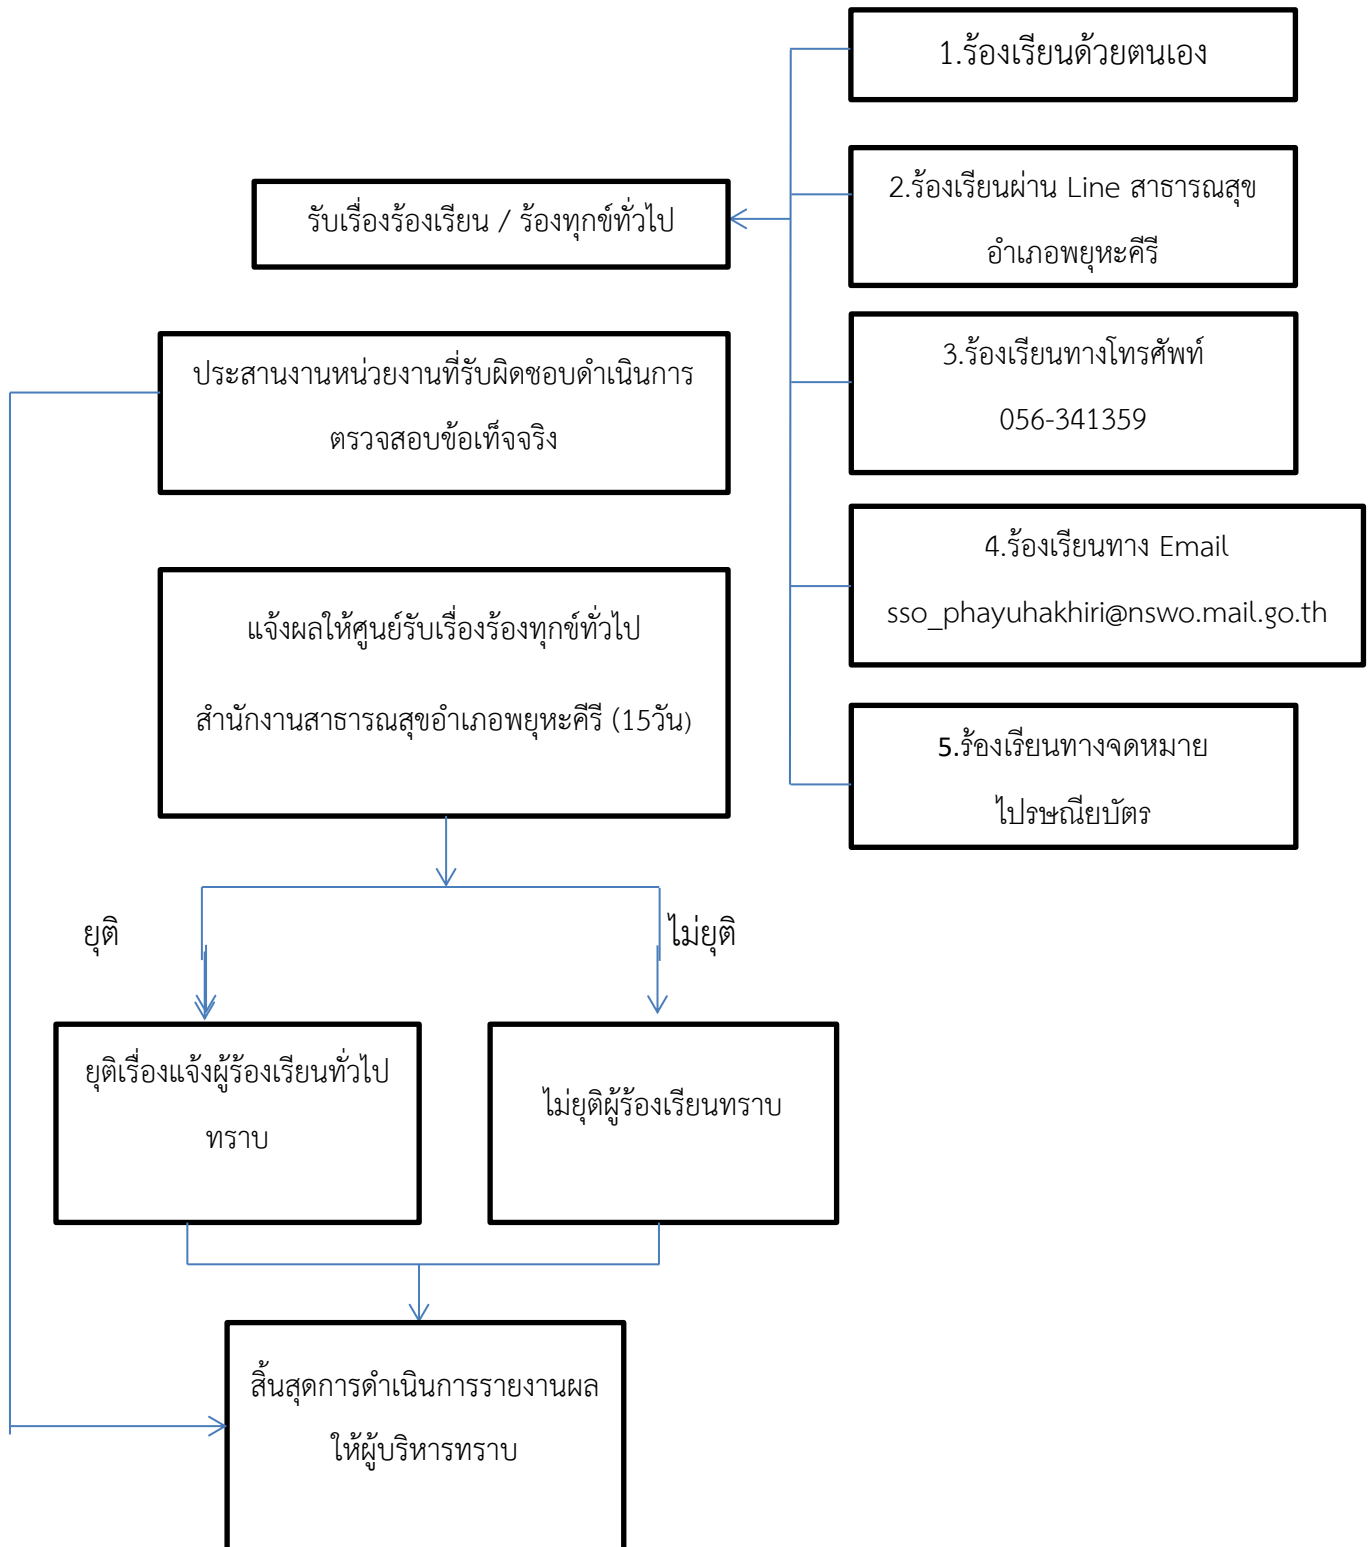 1.ร้องเรียนด้วยตนเอง
2.ร้องเรียนผ่าน Line สาธารณสุข
อำเภอพยุหะคีรี
รับเรื่องร้องเรียน / ร้องทุกข์ทั่วไป
3.ร้องเรียนทางโทรศัพท์
056-341359
ประสานงานหน่วยงานที่รับผิดชอบดำเนินการ
ตรวจสอบข้อเท็จจริง
4.ร้องเรียนทาง Email
sso_phayuhakhiri@nswo.mail.go.th
แจ้งผลให้ศูนย์รับเรื่องร้องทุกข์ทั่วไป
สำนักงานสาธารณสุขอำเภอพยุหะคีรี (15วัน)
5.ร้องเรียนทางจดหมาย
ไปรษณียบัตร
ยุติ
ไม่ยุติ
ยุติเรื่องแจ้งผู้ร้องเรียนทั่วไป
ทราบ
ไม่ยุติผู้ร้องเรียนทราบ
สิ้นสุดการดำเนินการรายงานผล
ให้ผู้บริหารทราบ